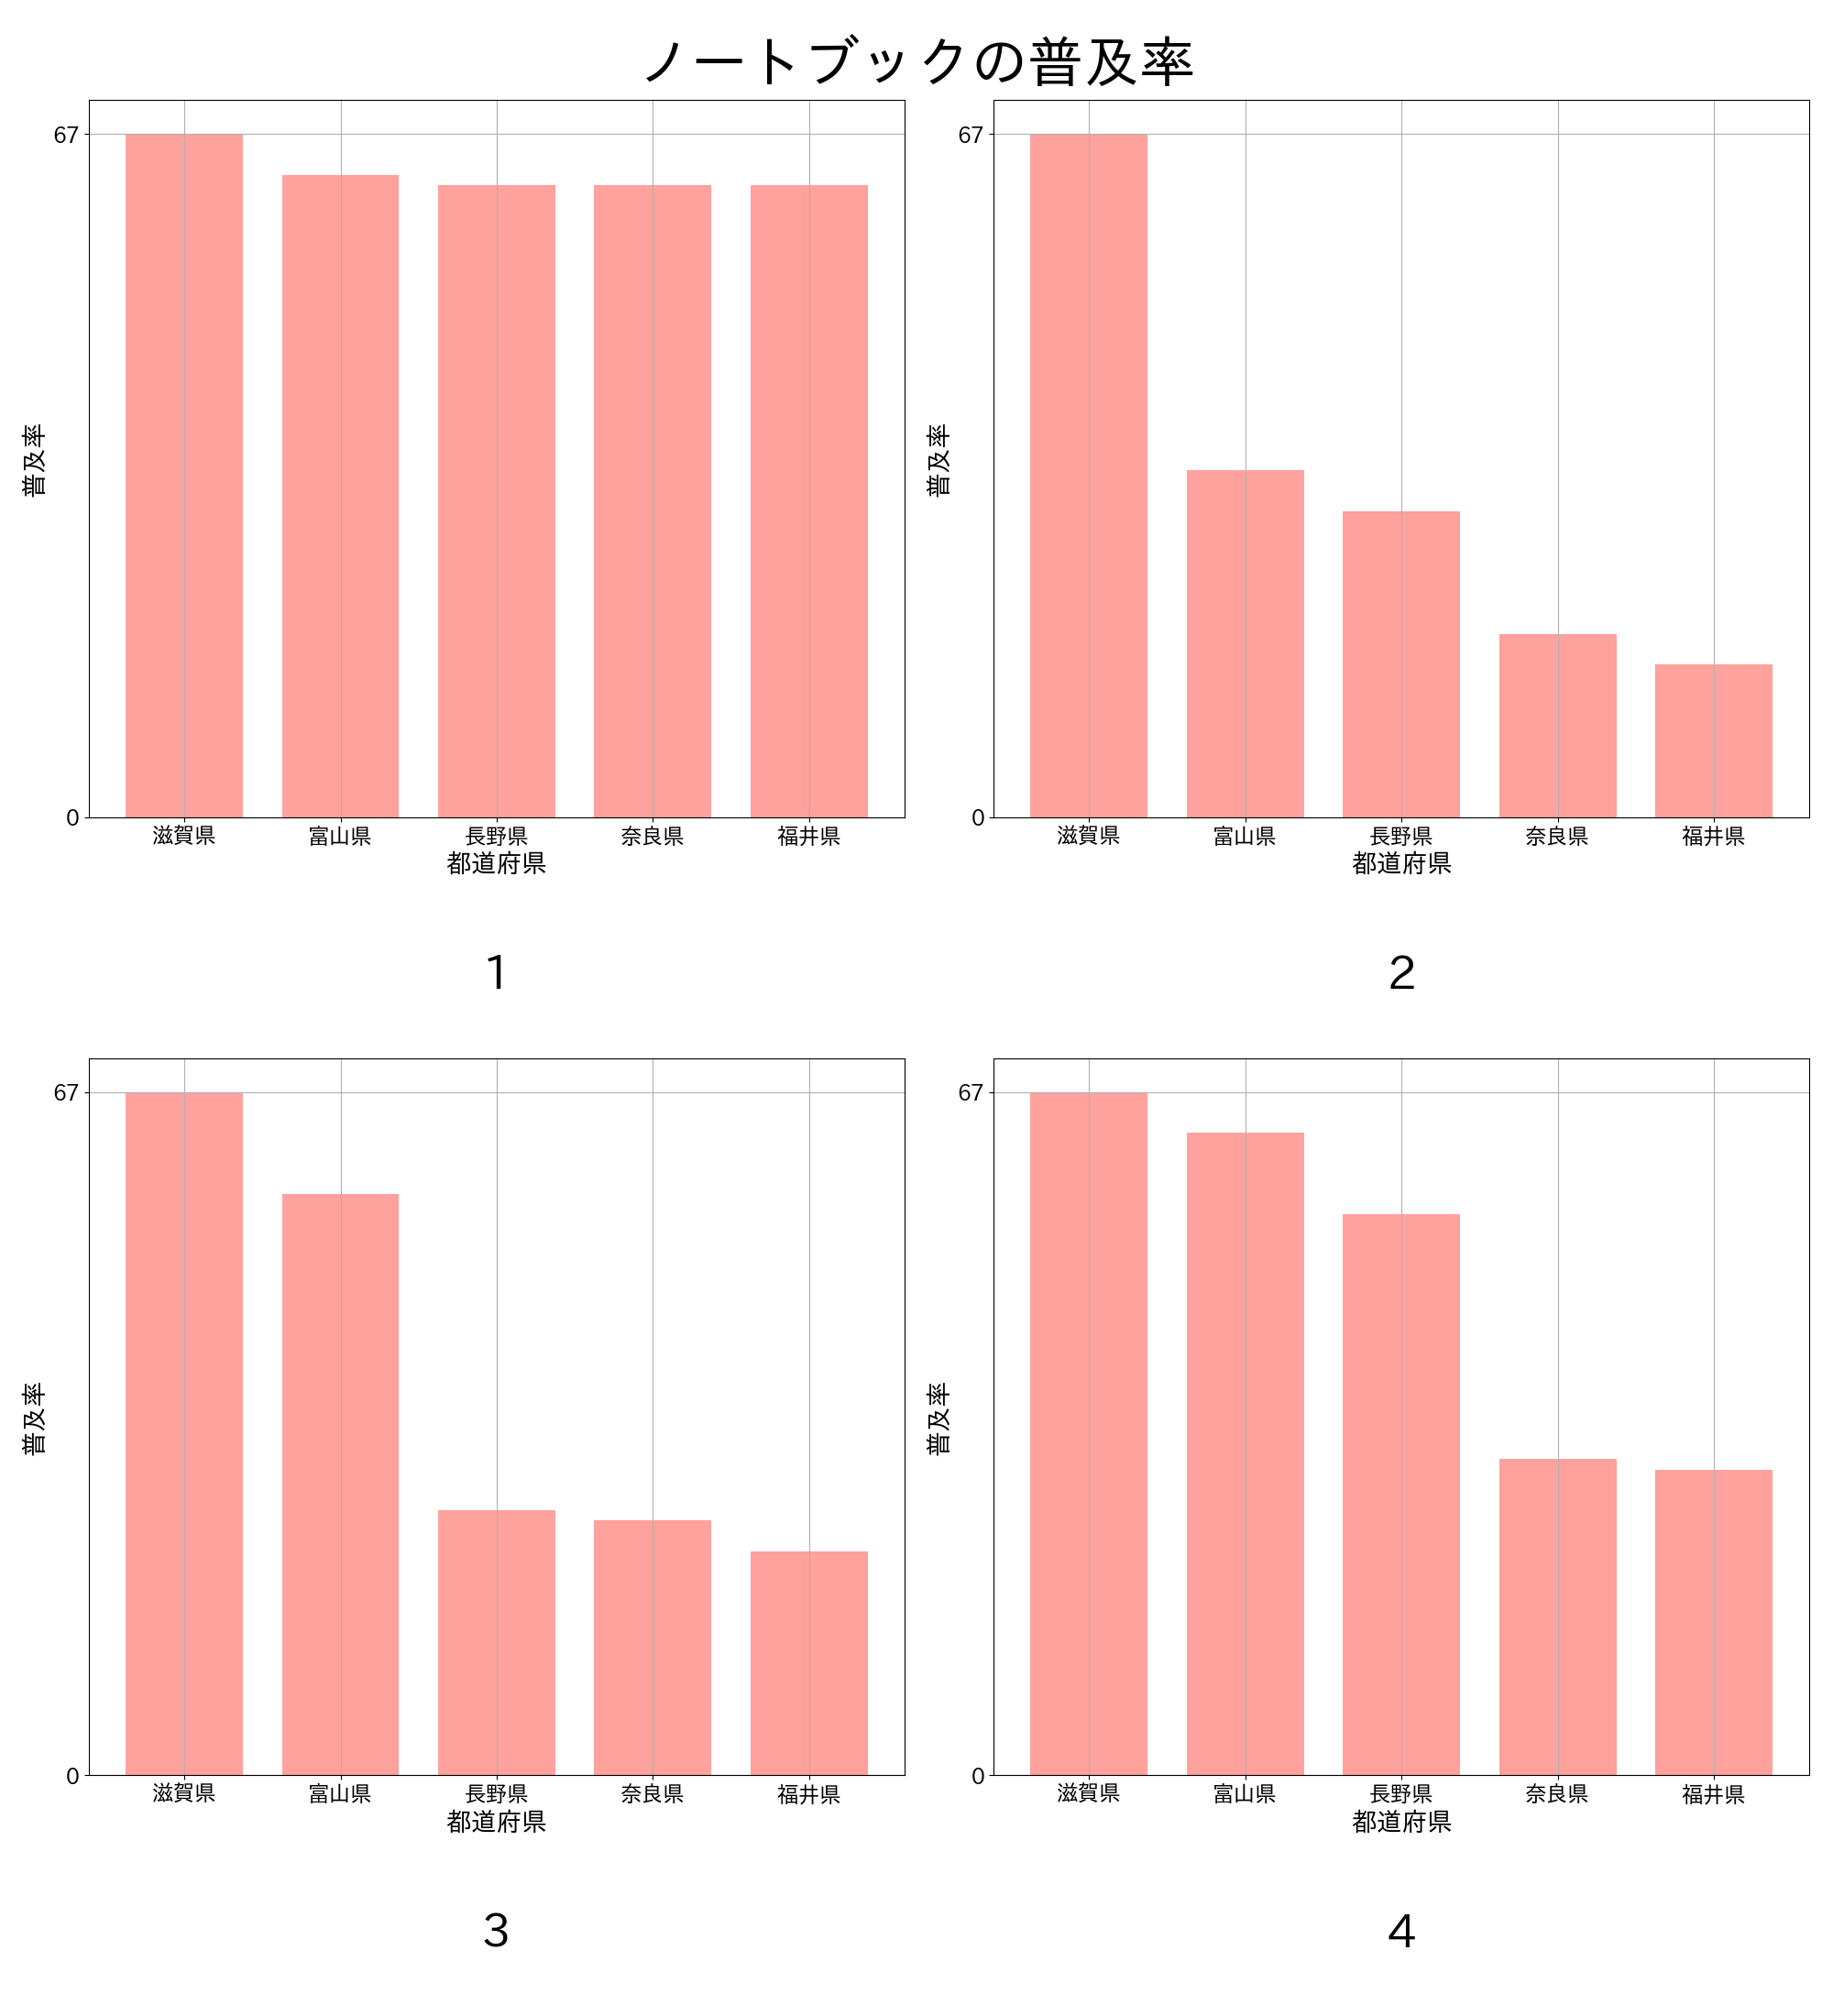 ノートブックの普及率
67
0
普及率
滋賀県 富山県 長野県 奈良県 福井県
都道府県
1
67
0
普及率
滋賀県 富山県 長野県 奈良県 福井県
都道府県
2
67
0
普及率
滋賀県 富山県 長野県 奈良県 福井県
都道府県
3
67
0
普及率
滋賀県 富山県 長野県 奈良県 福井県
都道府県
4